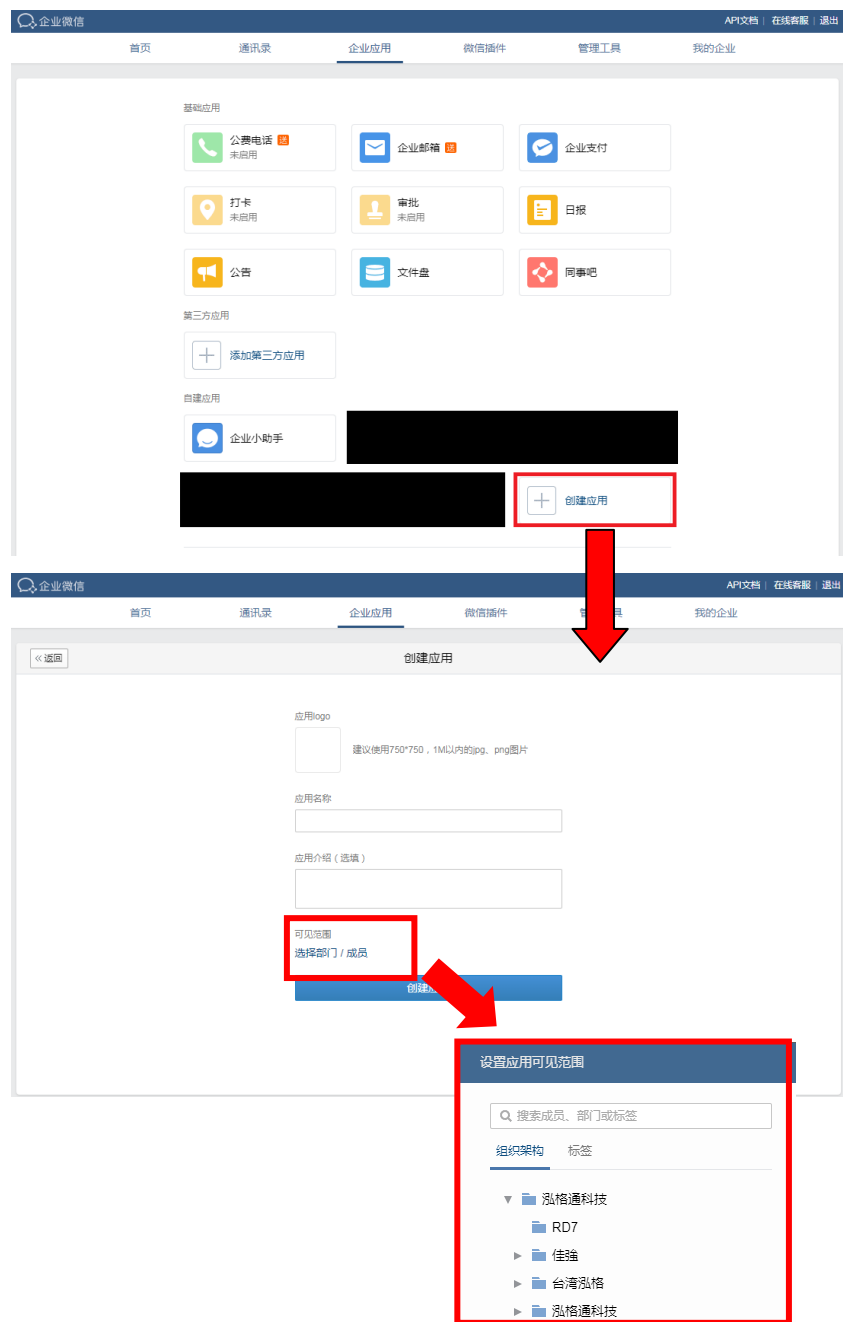 企业微信
API文档 | 在线客服 | 退出
首页 通讯录 企业应用 微信插件 管理工具 我的企业
基础应用
公费电话 送
未启用
企业邮箱 送
企业支付
打卡
未启用
审批
未启用
日报
公告
文件盘
同事吧
第三方应用
添加第三方应用
自建应用
企业小助手
创建应用
企业微信
API文档 | 在线客服 | 退出
首页 通讯录 企业应用 微信插件 具 我的企业
« 返回
创建应用
应用logo
建议使用750*750，1M以内的jpg、png图片
应用名称
应用介绍（选填）
可见范围
选择部门 / 成员
创建
设置应用可见范围
搜索成员、部门或标签
组织架构 标签
泓格通科技
RD7
佳強
台湾泓格
泓格通科技